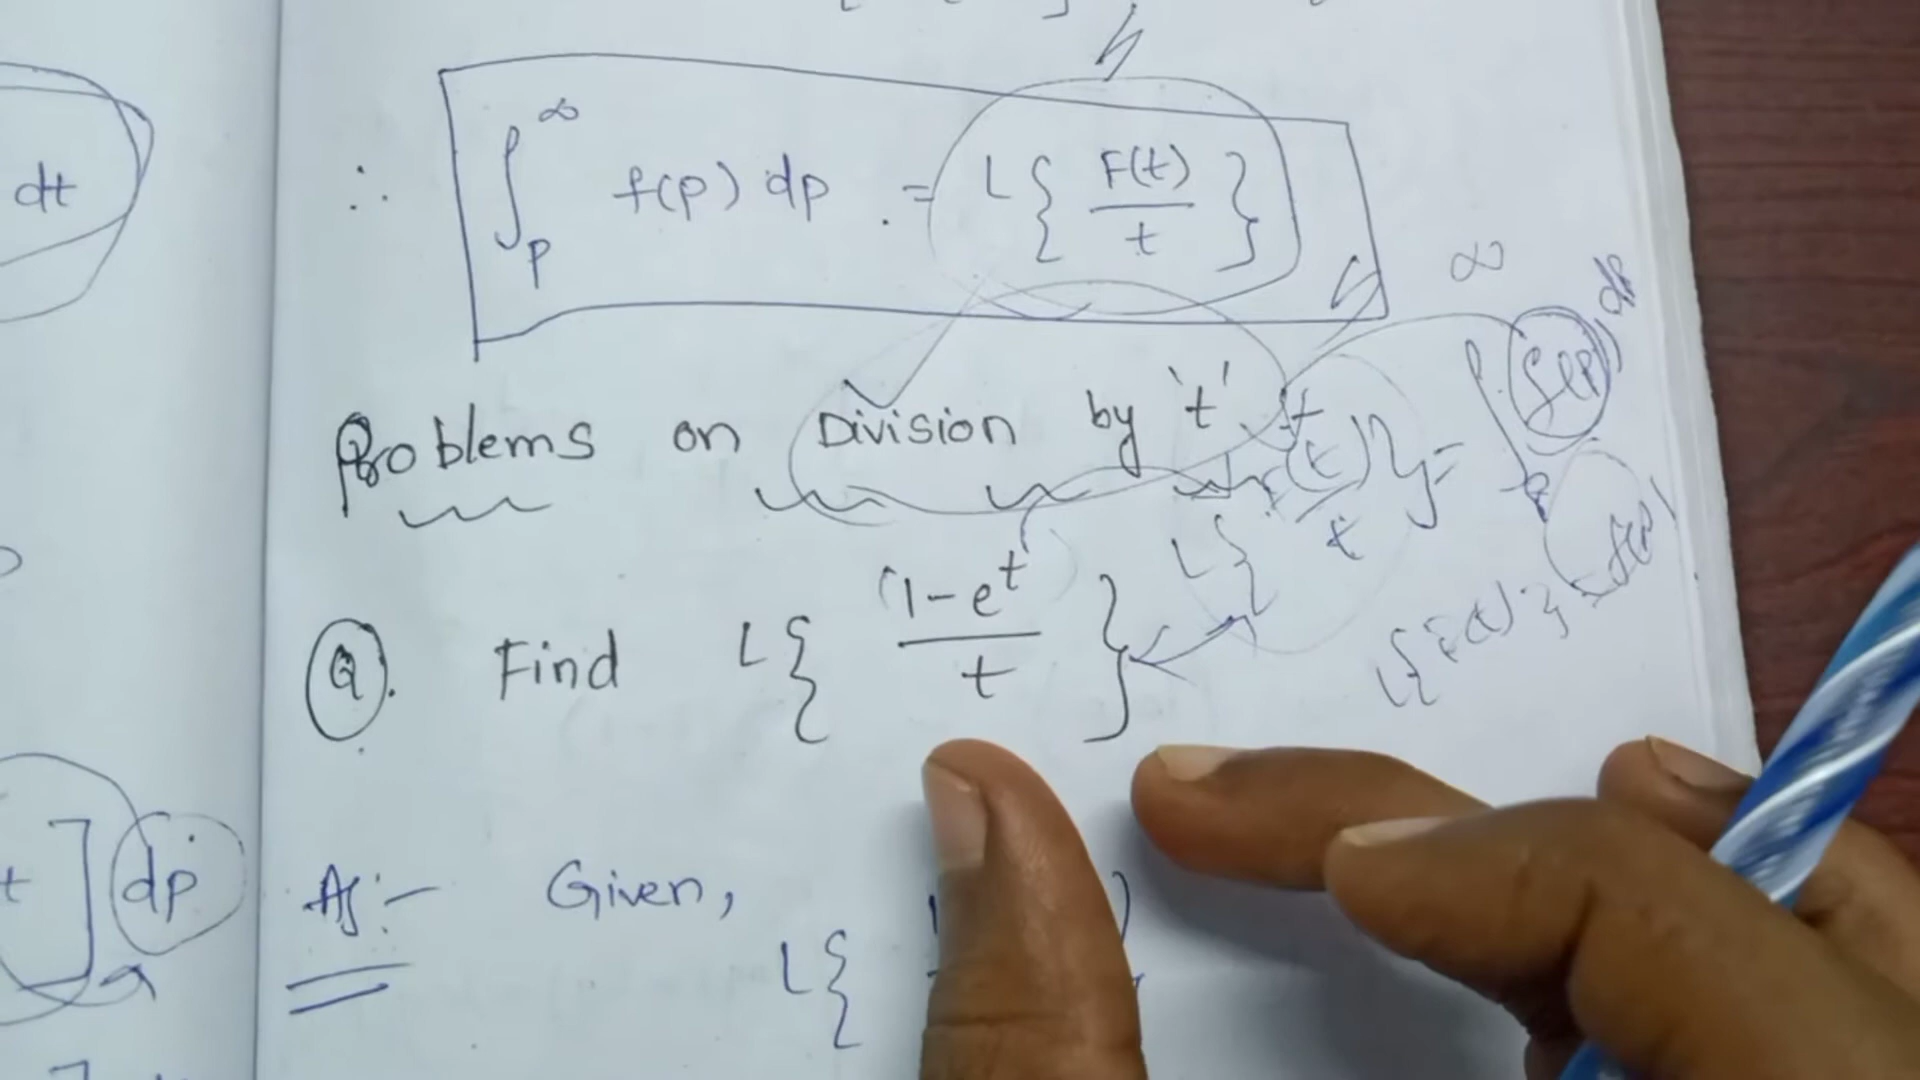 dt
∴ ∫_p^∞ f(p) dp = L{ F(t) / t }
∞
f(p) dp
Problems on Division by 't'.
L{ F(t) / t } =
L{F(t)} = f(p)
Q. Find L{ 1-e^t / t }
t ] dp
As:- Given,
L{